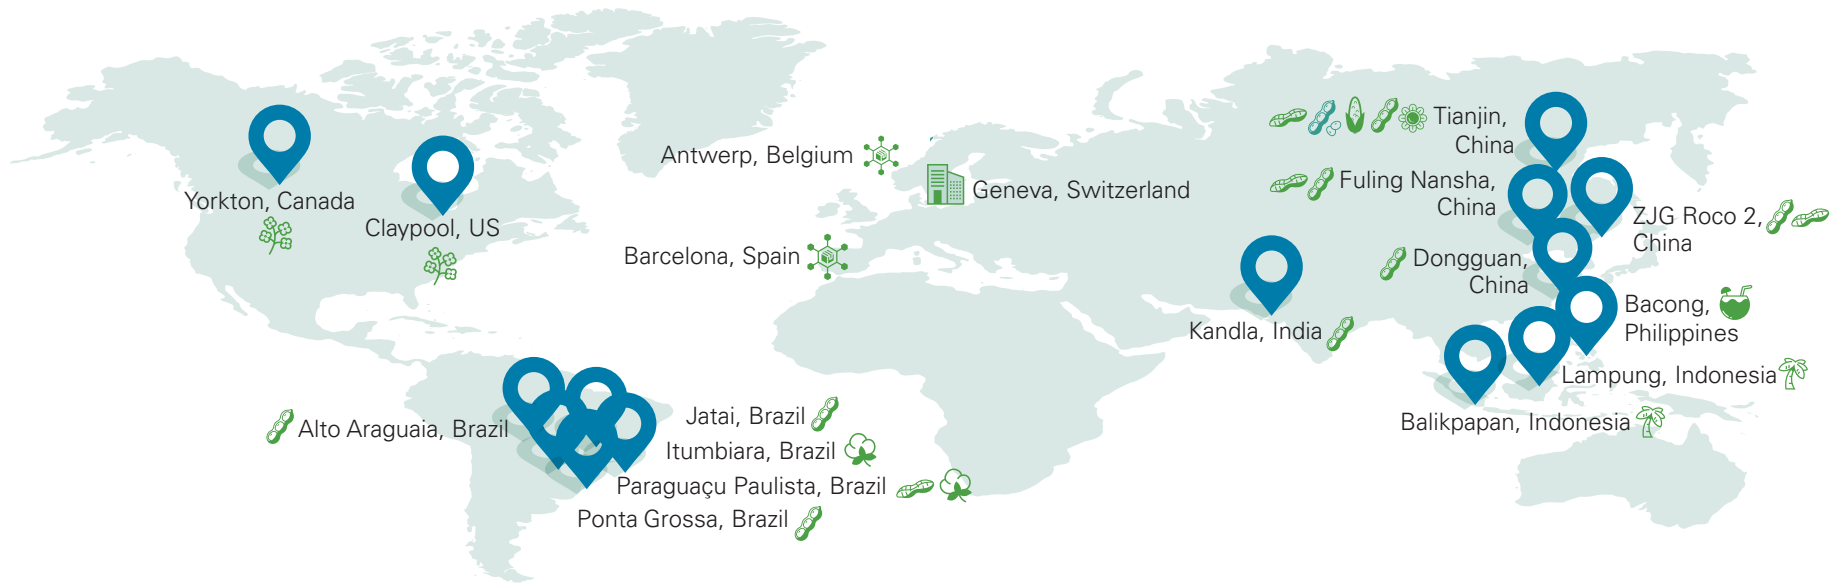 Yorkton, Canada
Claypool, US
Antwerp, Belgium
Geneva, Switzerland
Barcelona, Spain
Tianjin,
China
Fuling Nansha,
China
ZJG Roco 2,
China
Dongguan,
China
Kandla, India
Bacong,
Philippines
Lampung, Indonesia
Balikpapan, Indonesia
Alto Araguaia, Brazil
Jatai, Brazil
Itumbiara, Brazil
Paraguaçu Paulista, Brazil
Ponta Grossa, Brazil